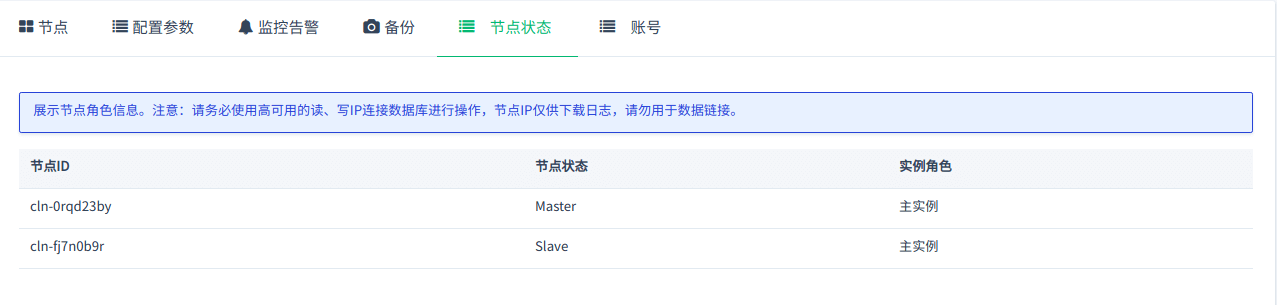 节点 配置参数 监控告警 备份 节点状态 账号
展示节点角色信息。注意：请务必使用高可用的读、写IP连接数据库进行操作，节点IP仅供下载日志，请勿用于数据链接。
节点ID 节点状态 实例角色
cln-0rqd23by Master 主实例
cln-fj7n0b9r Slave 主实例